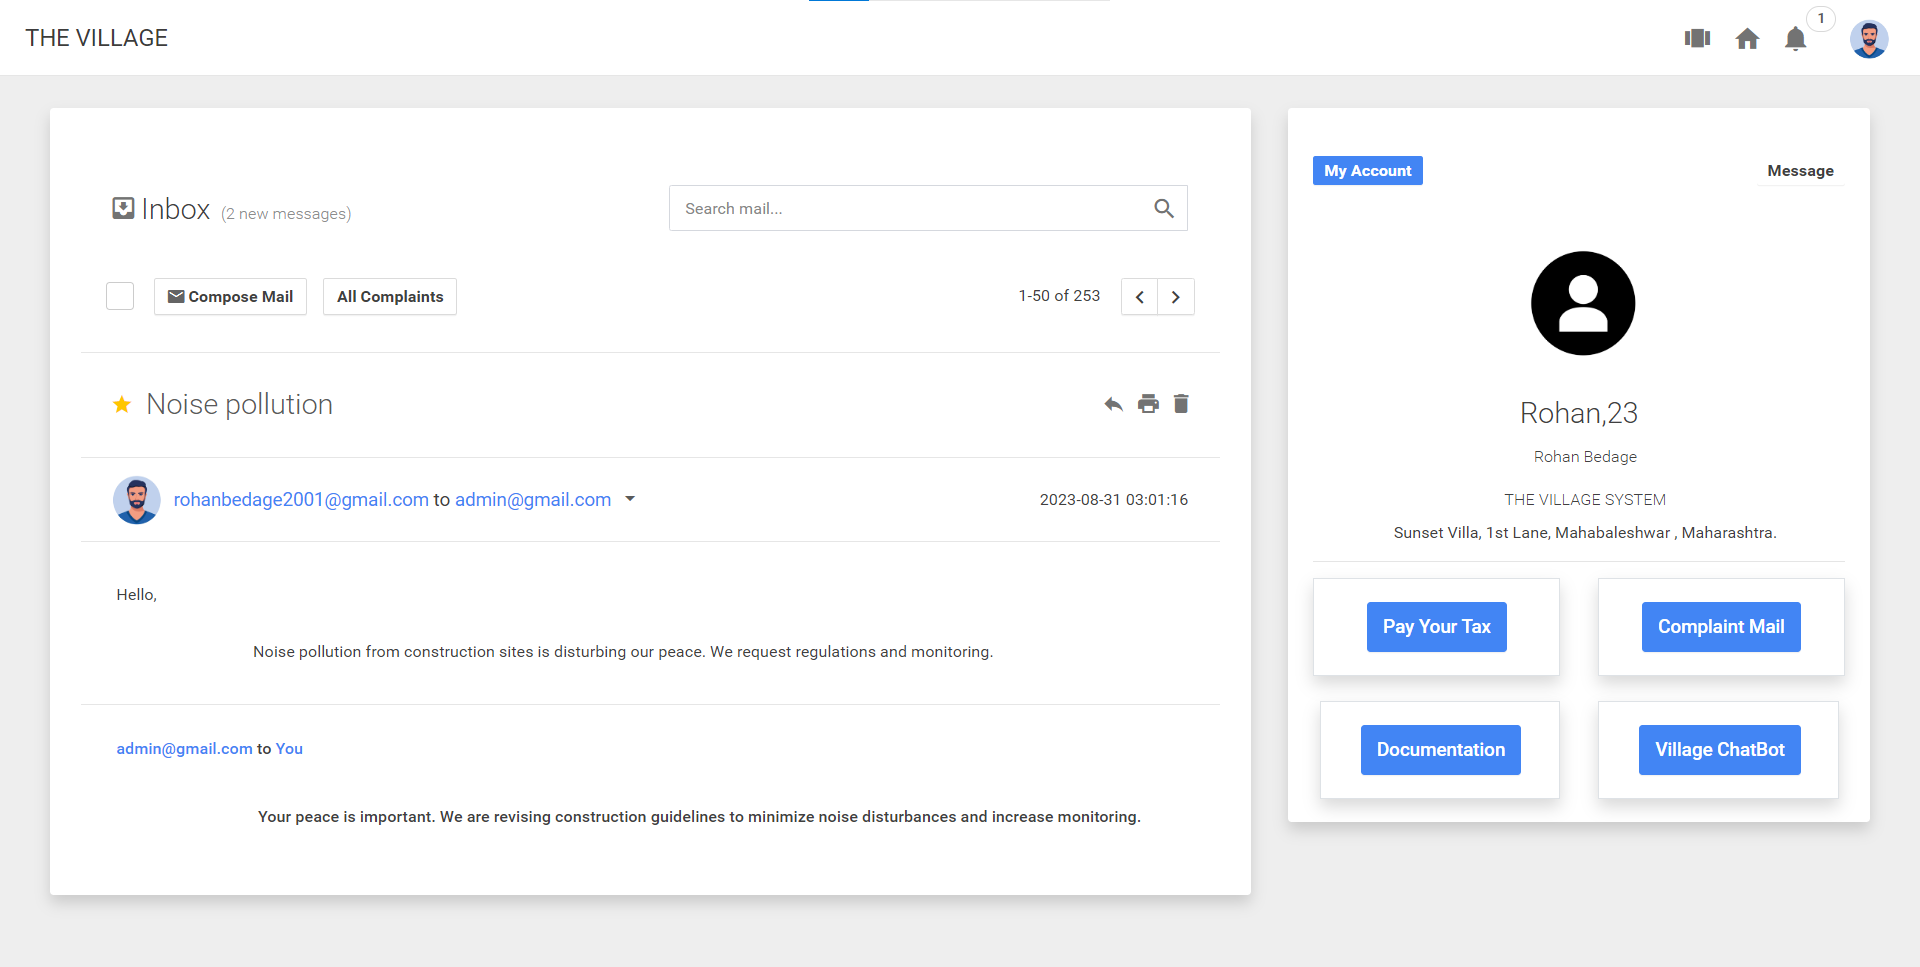 THE VILLAGE
1
Inbox (2 new messages)
Search mail...
Compose Mail
All Complaints
1-50 of 253
Noise pollution
rohanbedage2001@gmail.com to admin@gmail.com
2023-08-31 03:01:16
Hello,
Noise pollution from construction sites is disturbing our peace. We request regulations and monitoring.
admin@gmail.com to You
Your peace is important. We are revising construction guidelines to minimize noise disturbances and increase monitoring.
My Account
Message
Rohan,23
Rohan Bedage
THE VILLAGE SYSTEM
Sunset Villa, 1st Lane, Mahabaleshwar , Maharashtra.
Pay Your Tax
Complaint Mail
Documentation
Village ChatBot